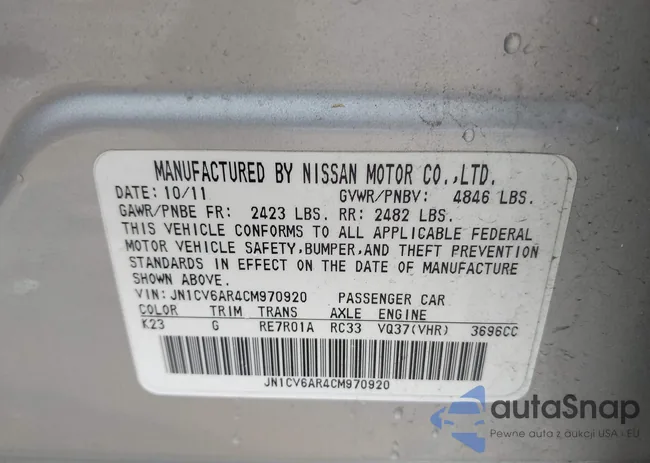 MANUFACTURED BY NISSAN MOTOR CO.,LTD.
DATE: 10/11 GVWR/PNBV: 4846 LBS.
GAWR/PNBE FR: 2423 LBS. RR: 2482 LBS.
THIS VEHICLE CONFORMS TO ALL APPLICABLE FEDERAL
MOTOR VEHICLE SAFETY,BUMPER,AND THEFT PREVENTION
STANDARDS IN EFFECT ON THE DATE OF MANUFACTURE
SHOWN ABOVE.
VIN: JN1CV6AR4CM970920 PASSENGER CAR
COLOR TRIM TRANS AXLE ENGINE
K23 G RE7R01A RC33 VQ37(VHR) 3696CC
JN1CV6AR4CM970920
autaSnap
Pewne auta z aukcji USA - EU